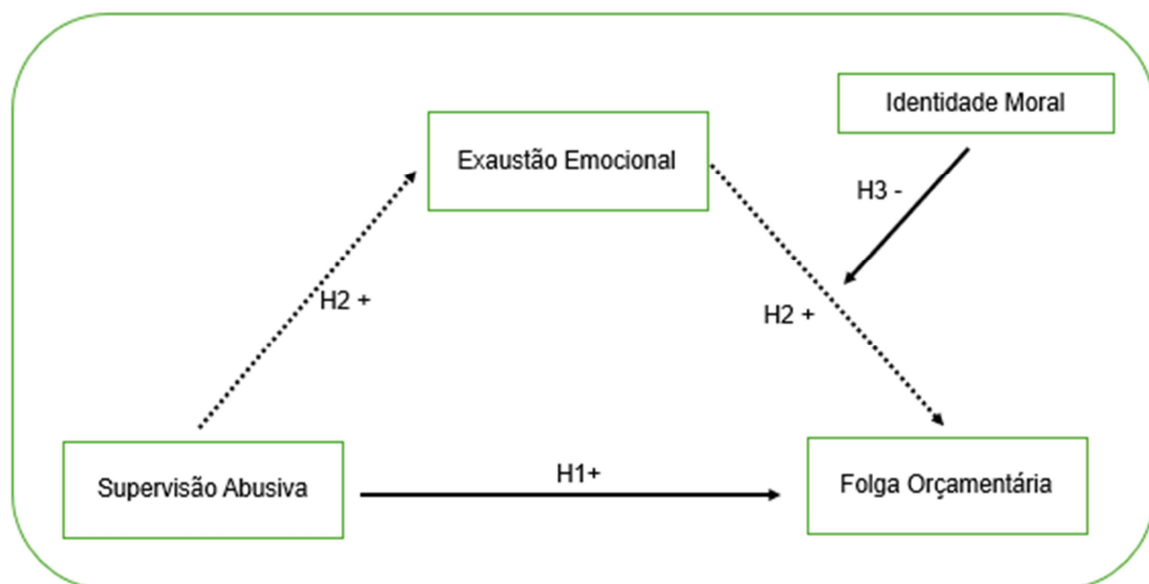 Identidade Moral
Exaustão Emocional
H3 -
H2 +
H2 +
H1+
Supervisão Abusiva
Folga Orçamentária